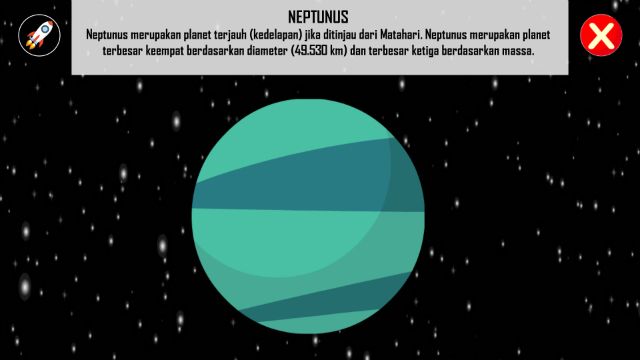 NEPTUNUS
Neptunus merupakan planet terjauh (kedelapan) jika ditinjau dari Matahari. Neptunus merupakan planet
terbesar keempat berdasarkan diameter (49.530 km) dan terbesar ketiga berdasarkan massa.